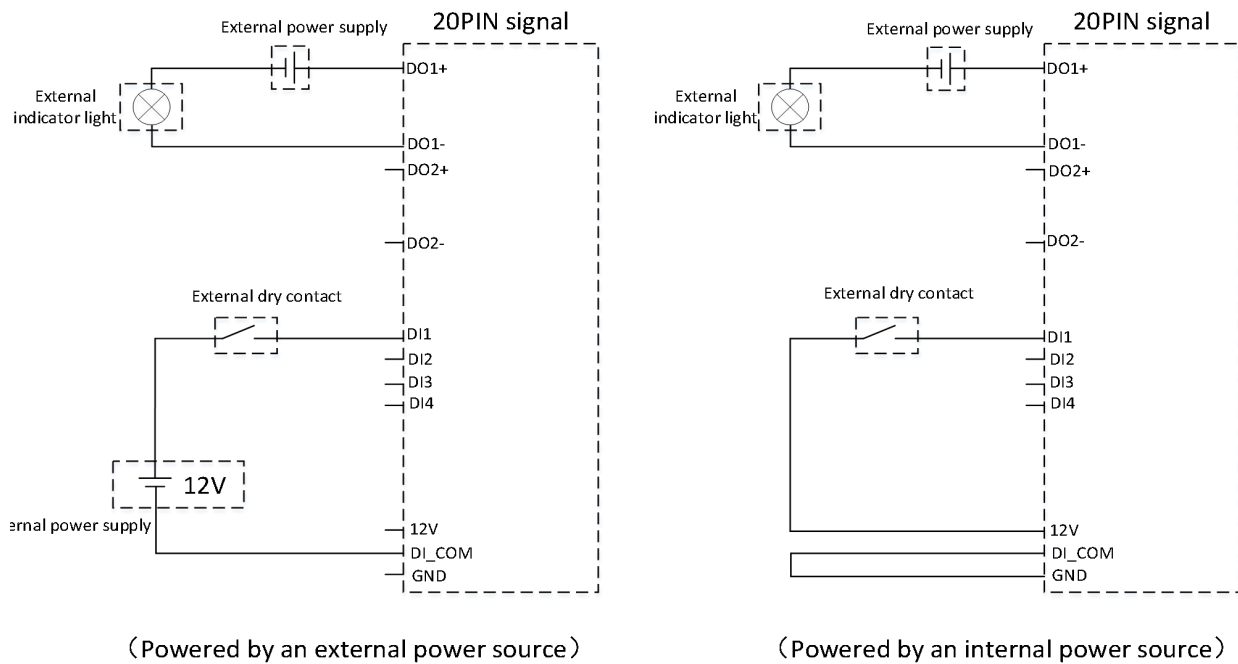 20PIN signal
External power supply
DO1+
External
indicator light
DO1-
DO2+
DO2-
External dry contact
DI1
DI2
DI3
DI4
12V
ernal power supply
12V
DI_COM
GND
（Powered by an external power source）
20PIN signal
External power supply
DO1+
External
indicator light
DO1-
DO2+
DO2-
External dry contact
DI1
DI2
DI3
DI4
12V
DI_COM
GND
（Powered by an internal power source）